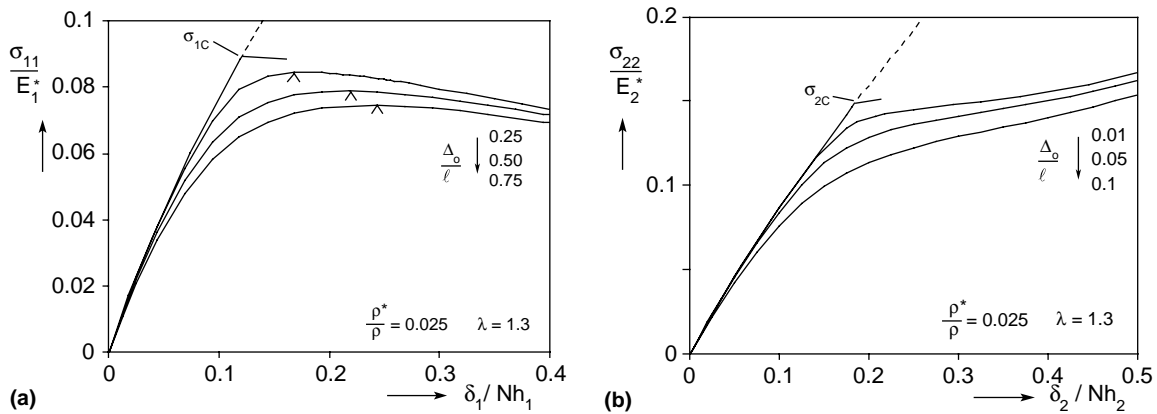 σ11
E*1
0.1
0.08
0.06
0.04
0.02
0
σ1C
Δo
ℓ
0.25
0.50
0.75
ρ*
ρ
= 0.025 λ = 1.3
0 0.1 0.2 0.3 0.4
(a)
δ1 / Nh1
σ22
E*2
0.2
0.1
0
σ2C
Δo
ℓ
0.01
0.05
0.1
ρ*
ρ
= 0.025 λ = 1.3
0 0.1 0.2 0.3 0.4 0.5
(b)
δ2 / Nh2